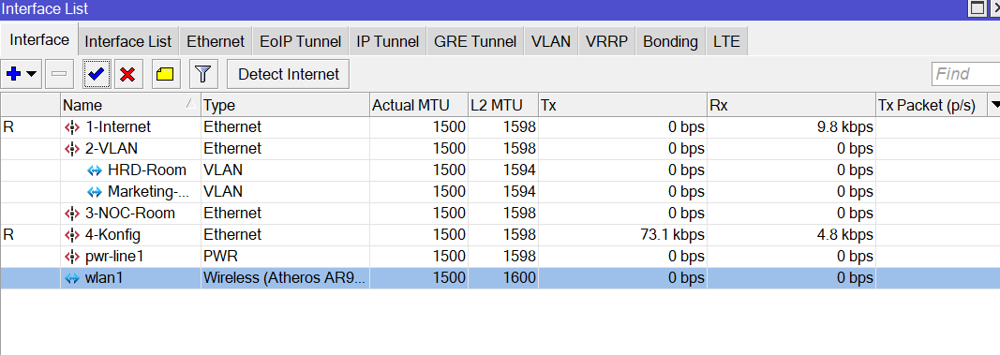 Interface List
Interface Interface List Ethernet EoIP Tunnel IP Tunnel GRE Tunnel VLAN VRRP Bonding LTE
Detect Internet Find
Name Type Actual MTU L2 MTU Tx Rx Tx Packet (p/s)
R 1-Internet Ethernet 1500 1598 0 bps 9.8 kbps
2-VLAN Ethernet 1500 1598 0 bps 0 bps
HRD-Room VLAN 1500 1594 0 bps 0 bps
Marketing-... VLAN 1500 1594 0 bps 0 bps
3-NOC-Room Ethernet 1500 1598 0 bps 0 bps
R 4-Konfig Ethernet 1500 1598 73.1 kbps 4.8 kbps
pwr-line1 PWR 1500 1598 0 bps 0 bps
wlan1 Wireless (Atheros AR9... 1500 1600 0 bps 0 bps